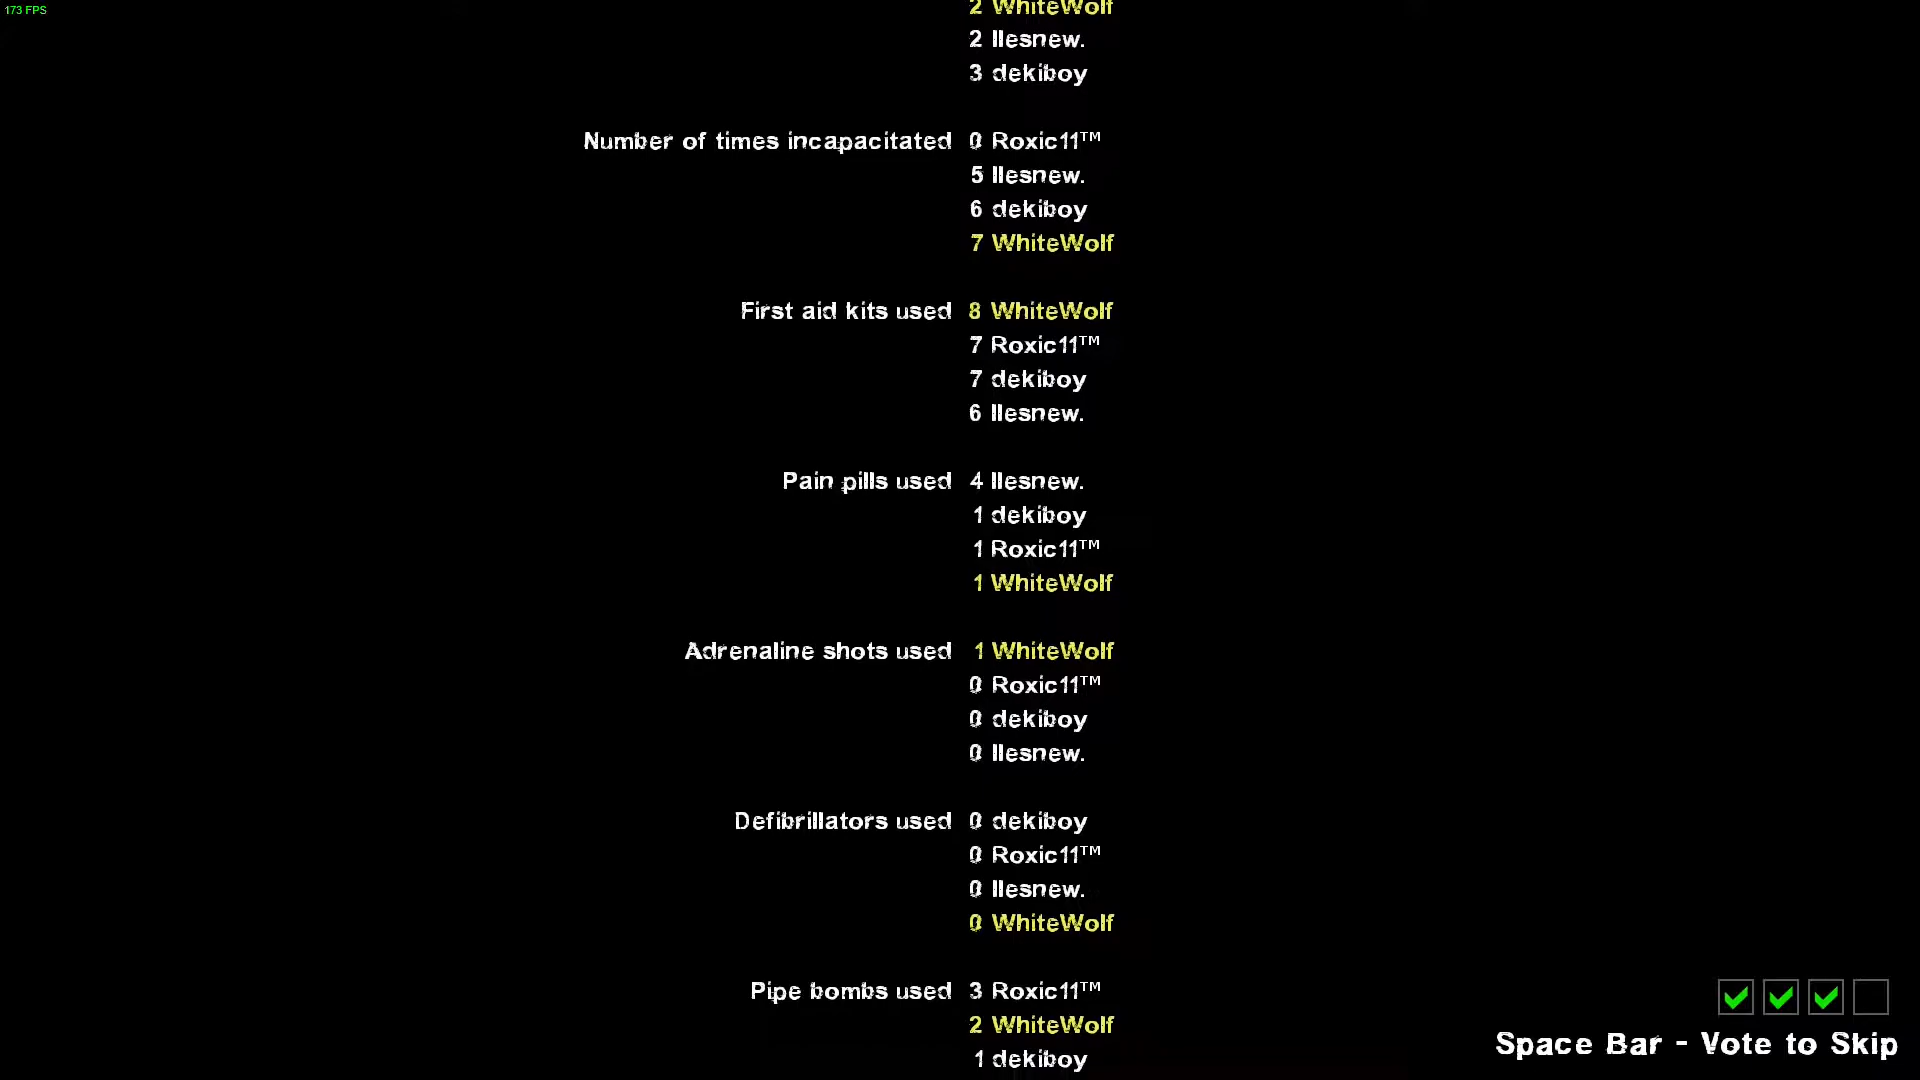 173 FPS
2 WhiteWolf
2 llesnew.
3 dekiboy
Number of times incapacitated 0 Roxic11™
5 llesnew.
6 dekiboy
7 WhiteWolf
First aid kits used 8 WhiteWolf
7 Roxic11™
7 dekiboy
6 llesnew.
Pain pills used 4 llesnew.
1 dekiboy
1 Roxic11™
1 WhiteWolf
Adrenaline shots used 1 WhiteWolf
0 Roxic11™
0 dekiboy
0 llesnew.
Defibrillators used 0 dekiboy
0 Roxic11™
0 llesnew.
0 WhiteWolf
Pipe bombs used 3 Roxic11™
2 WhiteWolf
1 dekiboy
Space Bar - Vote to Skip